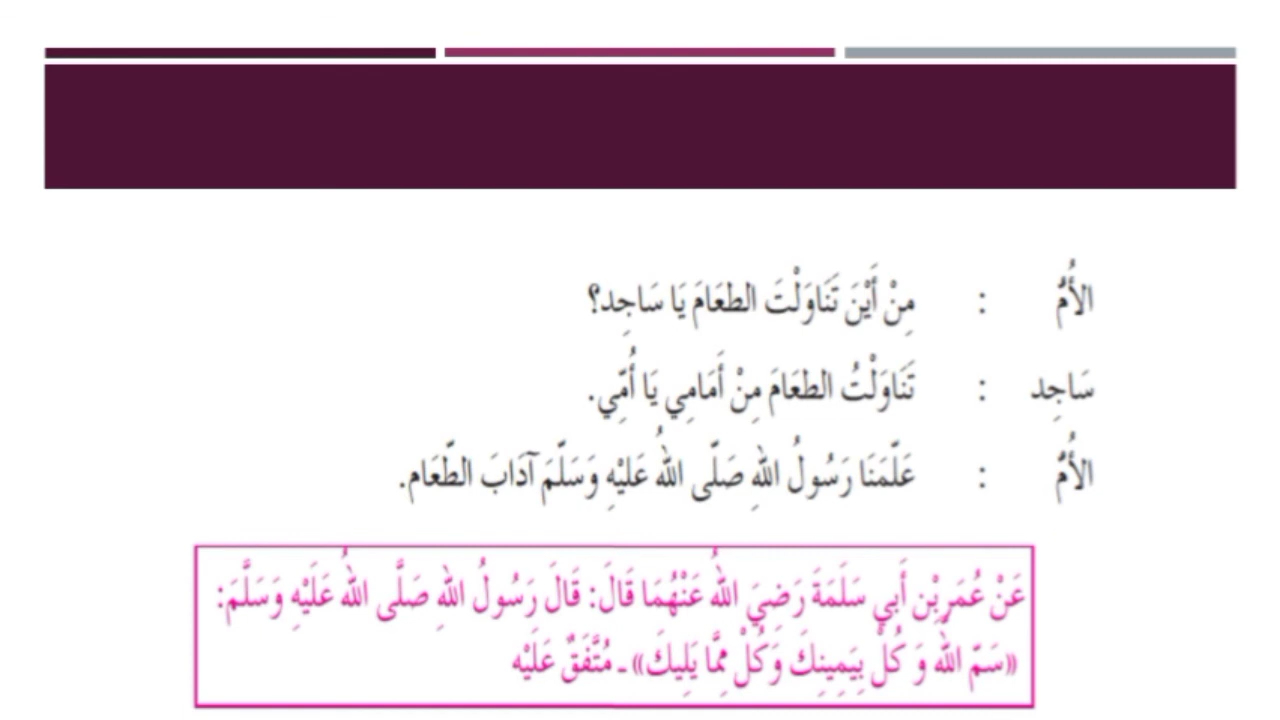 الأُمُّ : مِنْ أَيْنَ تَنَاوَلْتَ الطعَامَ يَا سَاجِد؟
سَاجِد : تَنَاوَلْتُ الطعَامَ مِنْ أَمَامِي يَا أُمِّي.
الأُمُّ : عَلَّمَنَا رَسُولُ اللهِ صَلَّى اللهُ عَلَيْهِ وَسَلَّمَ آدَابَ الطَّعَام.
عَنْ عُمَرِبْنِ أَبِي سَلَمَةَ رَضِيَ اللهُ عَنْهُمَا قَالَ: قَالَ رَسُولُ اللهِ صَلَّى اللهُ عَلَيْهِ وَسَلَّمَ:
«سَمّ اللَّه وَ كُلْ بِيَمِينِكَ وَكُلْ مِمَّا يَلِيكَ» ـ مُتَّفَقٌ عَلَيْه